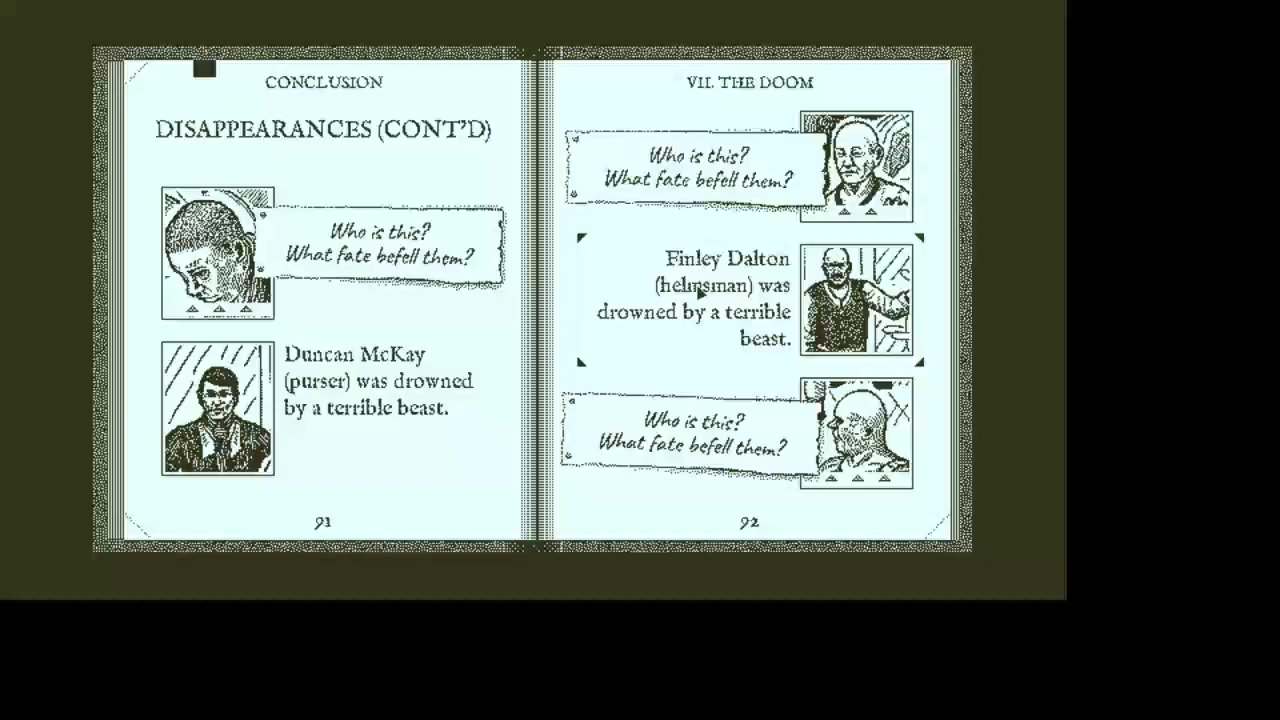 CONCLUSION
DISAPPEARANCES (CONT'D)
Who is this?
What fate befell them?
Duncan McKay
(purser) was drowned
by a terrible beast.
91
VII. THE DOOM
Who is this?
What fate befell them?
Finley Dalton
(helmsman) was
drowned by a terrible
beast.
Who is this?
What fate befell them?
92